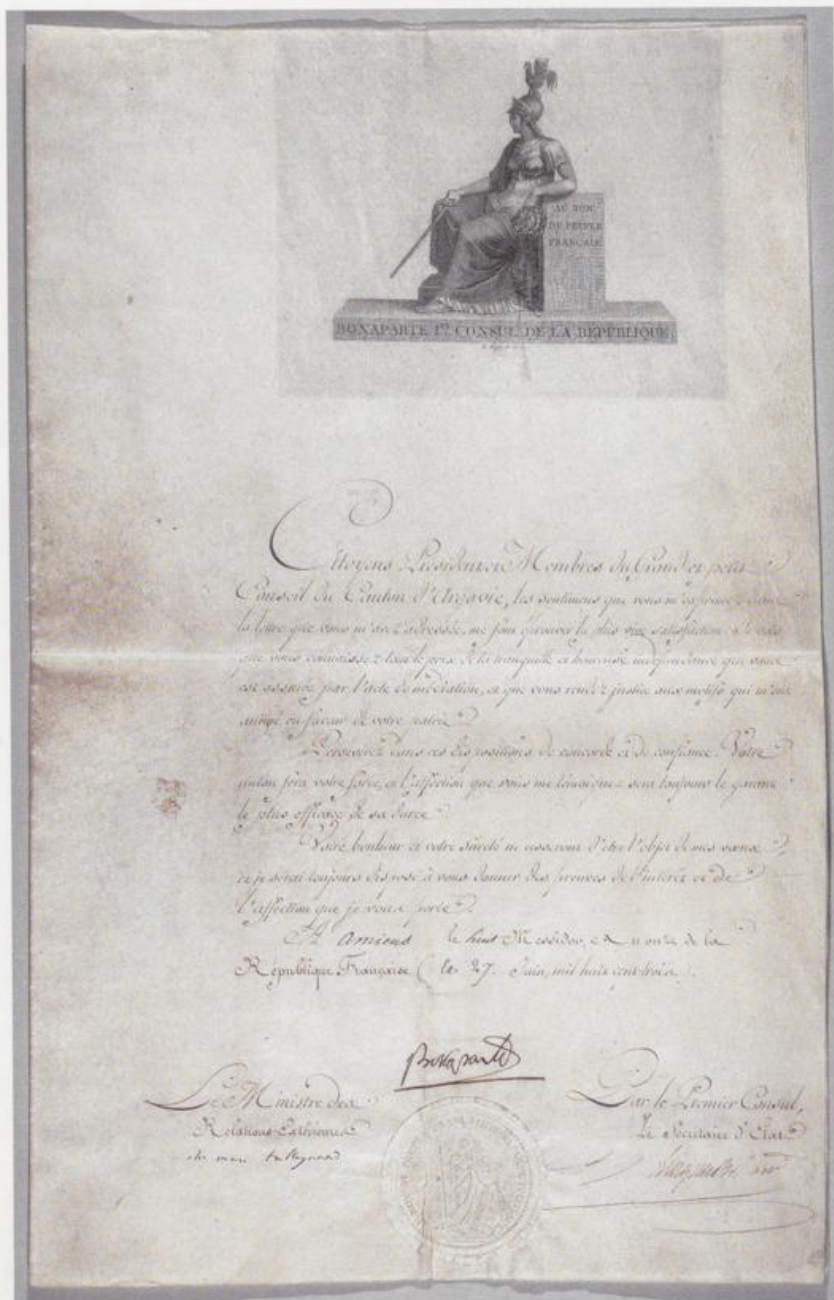 AU NOM
DU PEUPLE
FRANÇAIS
BONAPARTE 1er CONSUL DE LA REPUBLIQUE
Citoyens Président et Membres du Grand et petit
Conseil du Canton d'Argovie, les sentimens que vous m'exprimez dans
la lettre que vous m'avez adressée, me font éprouver la plus vive satisfaction. Je vois
que vous connaissez tout le prix de la tranquille et heureuse indépendance que vous
est assurée par l'acte de médiation, et que vous rendez justice aux motifs qui m'ont
animé en faveur de votre patrie.
Persévérez dans ces dispositions de concorde et de confiance. Votre
union fera votre force, et l'affection que vous me témoignez sera toujours le garant
le plus efficace de sa durée.
Votre bonheur et votre sûreté ne cesseront d'être l'objet de mes vœux
et je serai toujours disposé à vous donner des preuves de l'intérêt et de
l'affection que je vous porte.
A Amiens le huit Messidor, an onze de la
République Française (le 27. Juin, mil huit cent trois.
Bonaparte
Le Ministre des
Relations Extérieures
ch. mau. talleyrand
Par le Premier Consul,
Le Secrétaire d'Etat